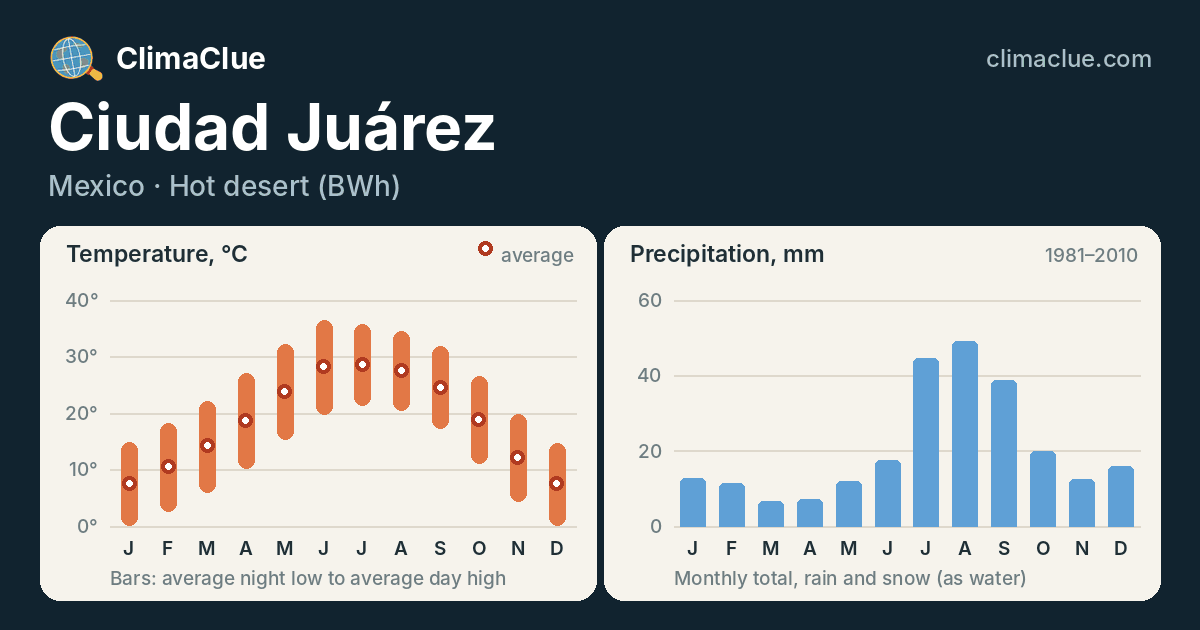 ClimaClue
climaclue.com
Ciudad Juárez
Mexico · Hot desert (BWh)
Temperature, °C
average
40°
30°
20°
10°
0°
J F M A M J J A S O N D
Bars: average night low to average day high
Precipitation, mm
1981–2010
60
40
20
0
J F M A M J J A S O N D
Monthly total, rain and snow (as water)